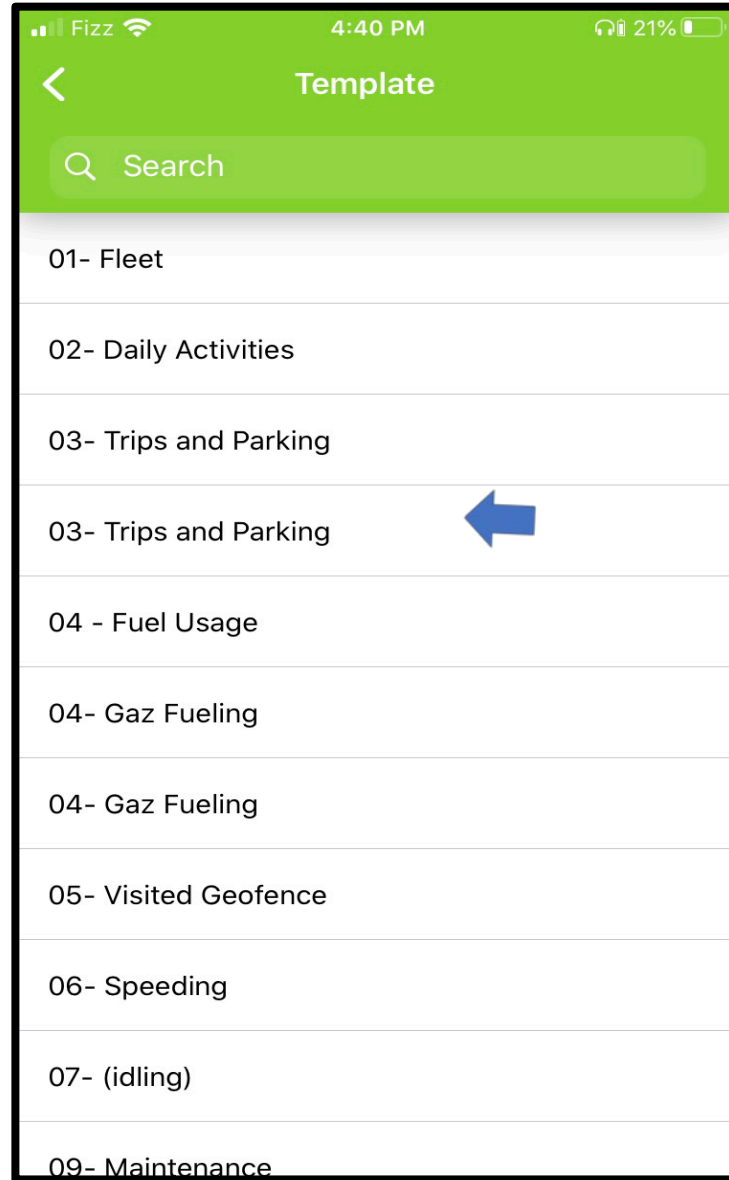 Fizz 4:40 PM 21%
Template
Search
01- Fleet
02- Daily Activities
03- Trips and Parking
03- Trips and Parking
04 - Fuel Usage
04- Gaz Fueling
04- Gaz Fueling
05- Visited Geofence
06- Speeding
07- (idling)
09- Maintenance